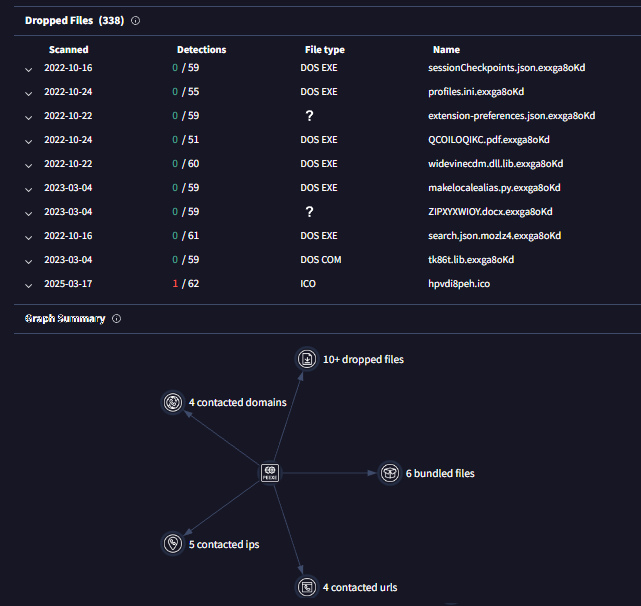 Dropped Files (338)
Scanned Detections File type Name
2022-10-16 0 / 59 DOS EXE sessionCheckpoints.json.exxga8oKd
2022-10-24 0 / 55 DOS EXE profiles.ini.exxga8oKd
2022-10-22 0 / 59 ? extension-preferences.json.exxga8oKd
2022-10-24 0 / 51 DOS EXE QCOILOQIKC.pdf.exxga8oKd
2022-10-22 0 / 60 DOS EXE widevinecdm.dll.lib.exxga8oKd
2023-03-04 0 / 59 DOS EXE makelocalealias.py.exxga8oKd
2023-03-04 0 / 59 ? ZIPXYXWIOY.docx.exxga8oKd
2022-10-16 0 / 61 DOS EXE search.json.mozlz4.exxga8oKd
2023-03-04 0 / 59 DOS COM tk86t.lib.exxga8oKd
2025-03-17 1 / 62 ICO hpvdi8peh.ico
Graph Summary
10+ dropped files
4 contacted domains
PEEXE
6 bundled files
5 contacted ips
4 contacted urls